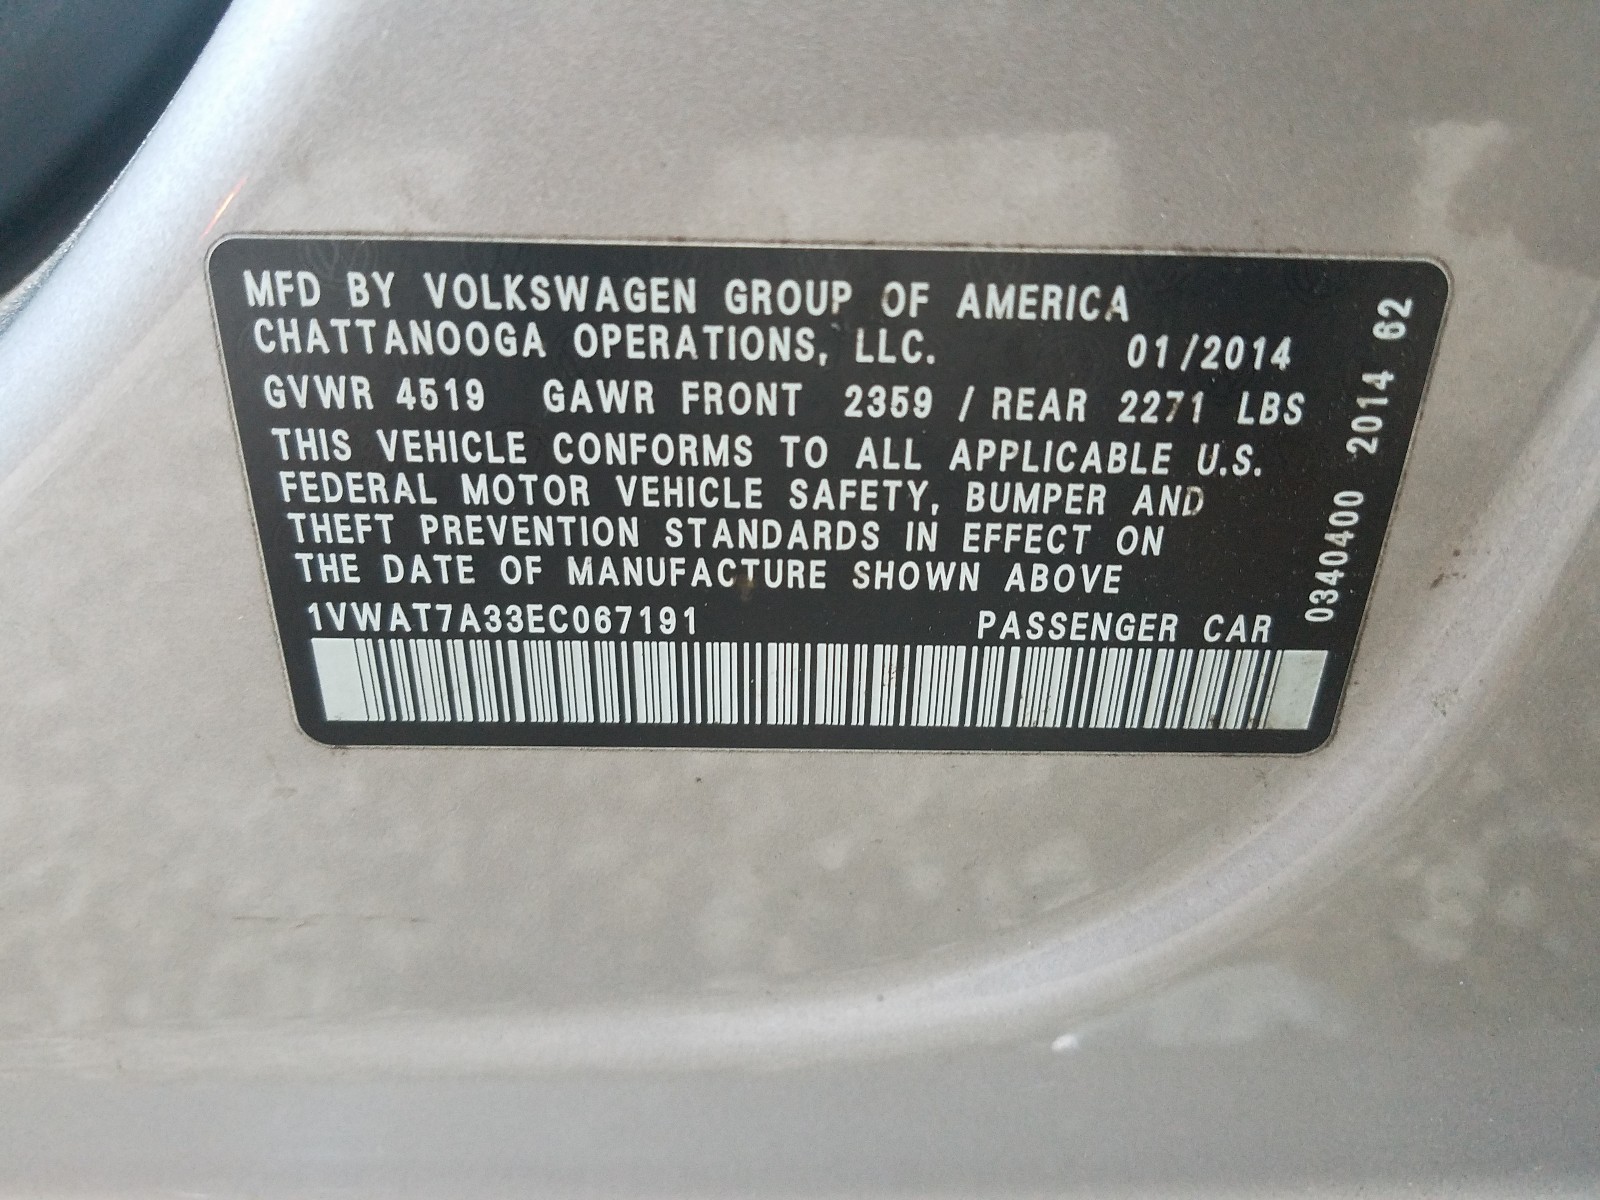 MFD BY VOLKSWAGEN GROUP OF AMERICA
CHATTANOOGA OPERATIONS, LLC. 01/2014
GVWR 4519 GAWR FRONT 2359 / REAR 2271 LBS
THIS VEHICLE CONFORMS TO ALL APPLICABLE U.S.
FEDERAL MOTOR VEHICLE SAFETY, BUMPER AND
THEFT PREVENTION STANDARDS IN EFFECT ON
THE DATE OF MANUFACTURE SHOWN ABOVE
1VWAT7A33EC067191 PASSENGER CAR
0340400 2014 62